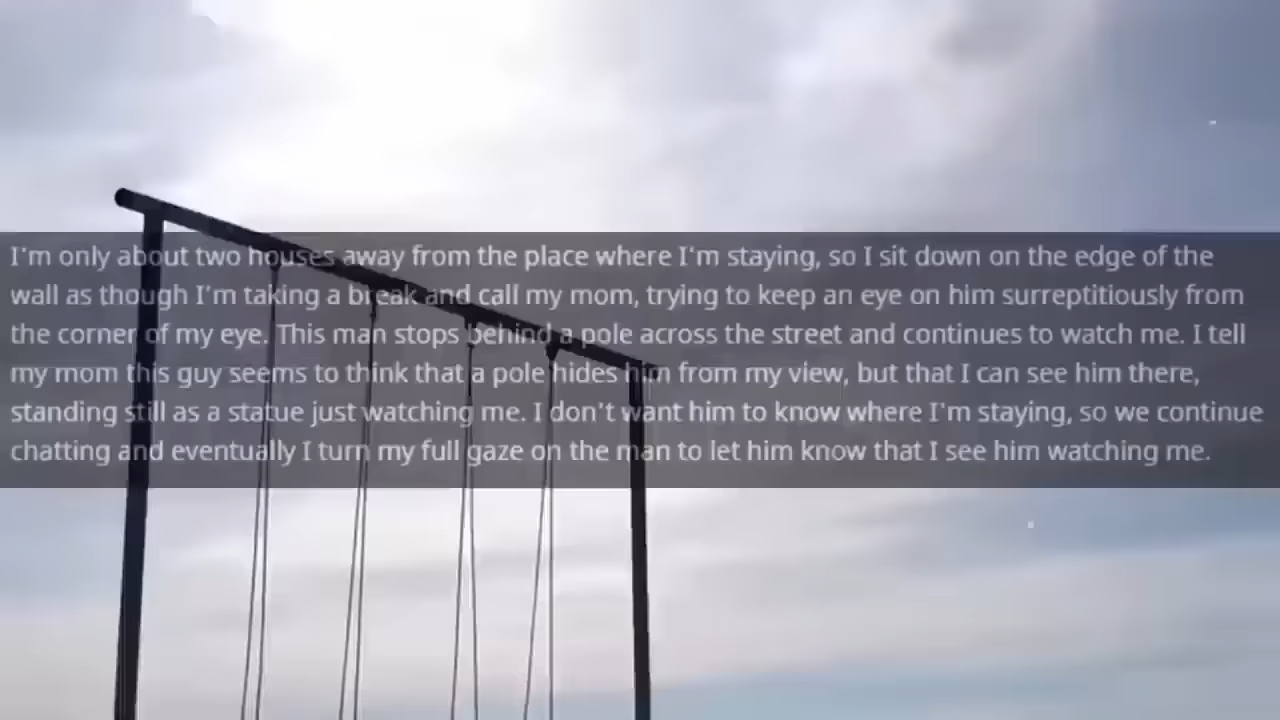 I'm only about two houses away from the place where I'm staying, so I sit down on the edge of the
wall as though I'm taking a break and call my mom, trying to keep an eye on him surreptitiously from
the corner of my eye. This man stops behind a pole across the street and continues to watch me. I tell
my mom this guy seems to think that a pole hides him from my view, but that I can see him there,
standing still as a statue just watching me. I don't want him to know where I'm staying, so we continue
chatting and eventually I turn my full gaze on the man to let him know that I see him watching me.